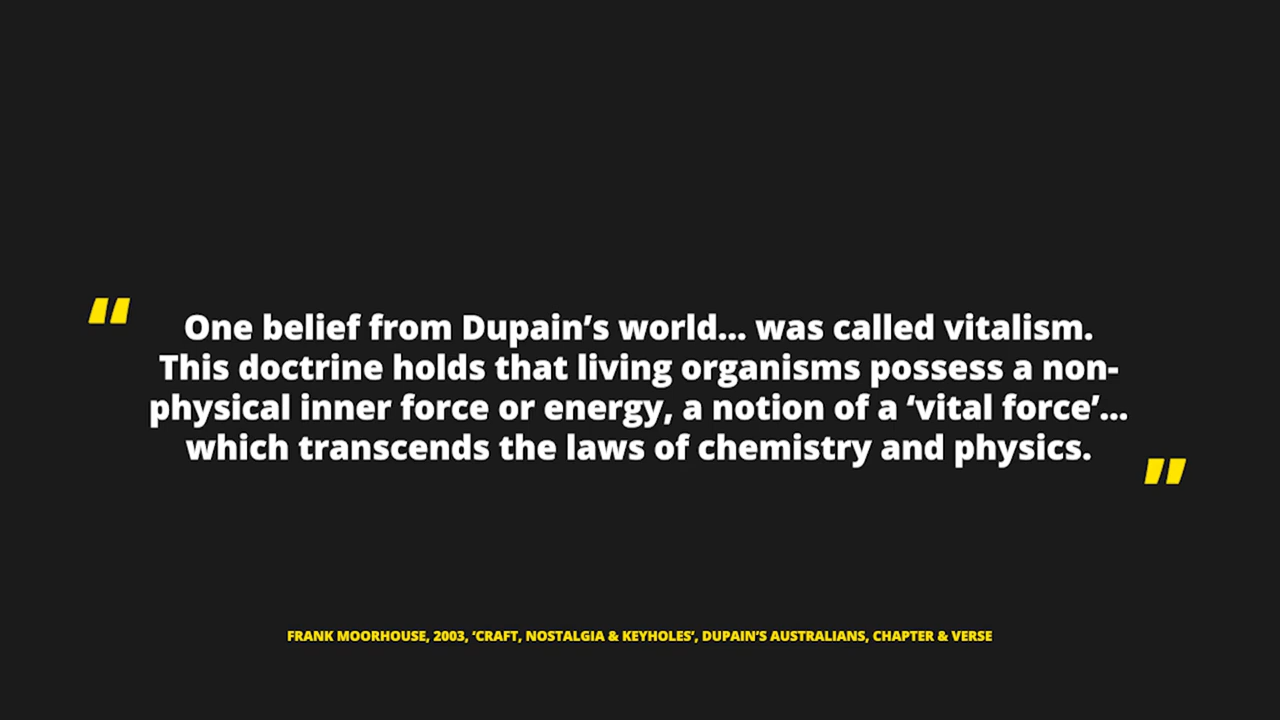 “
One belief from Dupain’s world... was called vitalism.
This doctrine holds that living organisms possess a non-
physical inner force or energy, a notion of a ‘vital force’...
which transcends the laws of chemistry and physics.
”
FRANK MOORHOUSE, 2003, ‘CRAFT, NOSTALGIA & KEYHOLES’, DUPAIN’S AUSTRALIANS, CHAPTER & VERSE